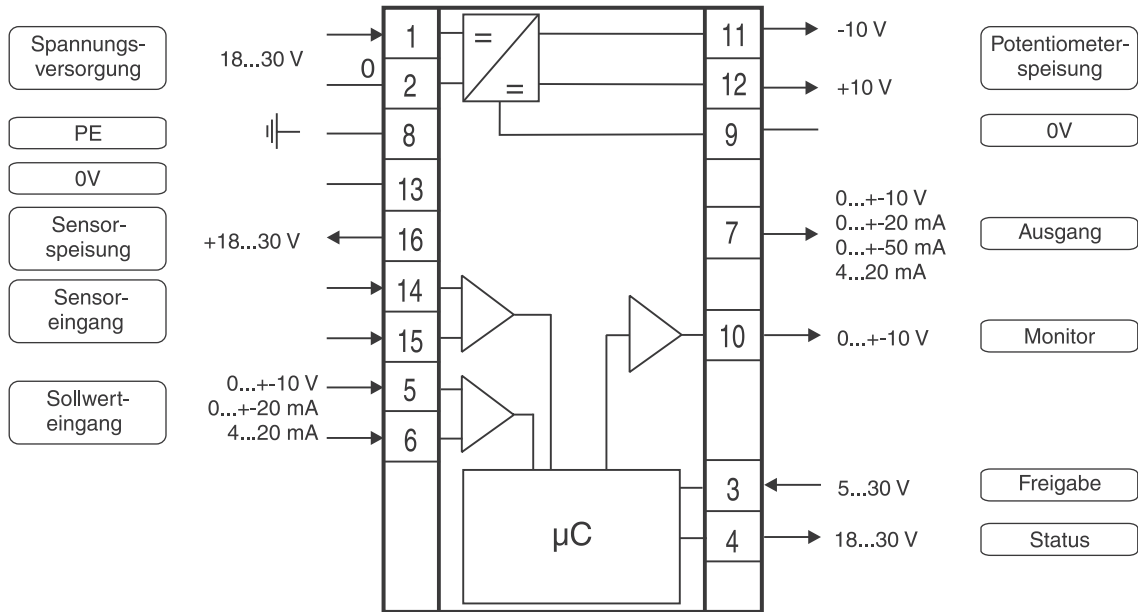 Spannungs-
versorgung
18...30 V
0
1
2
PE
8
0V
13
Sensor-
speisung
+18...30 V
16
Sensor-
eingang
14
15
Sollwert-
eingang
0...+-10 V
0...+-20 mA
4...20 mA
5
6
=
=
µC
11
-10 V
12
+10 V
Potentiometer-
speisung
9
0V
7
0...+-10 V
0...+-20 mA
0...+-50 mA
4...20 mA
Ausgang
10
0...+-10 V
Monitor
3
5...30 V
Freigabe
4
18...30 V
Status